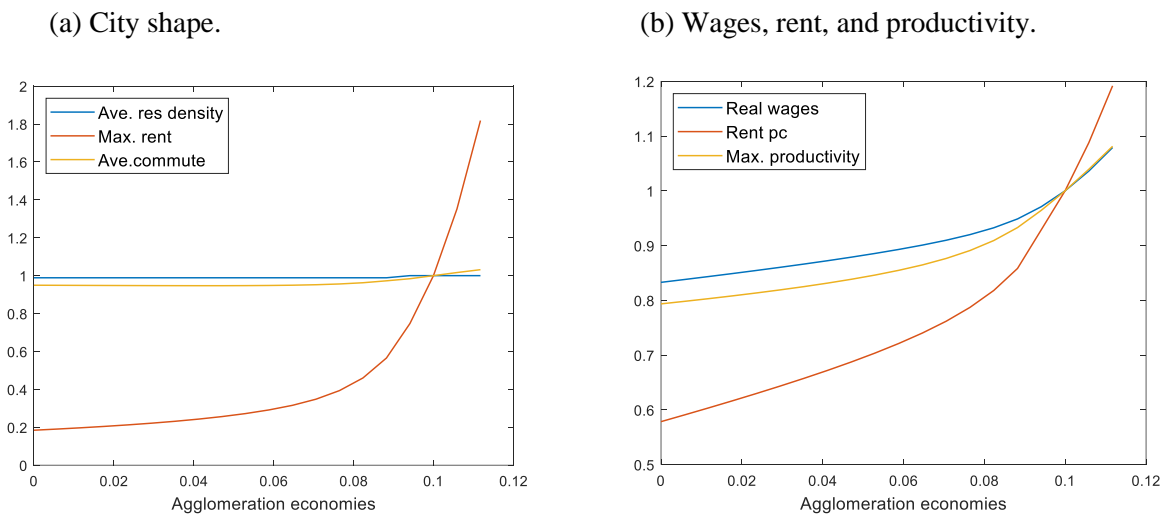 (a) City shape.
2
1.8
1.6
1.4
1.2
1
0.8
0.6
0.4
0.2
0
Ave. res density
Max. rent
Ave.commute
0 0.02 0.04 0.06 0.08 0.1 0.12
Agglomeration economies
(b) Wages, rent, and productivity.
1.2
1.1
1
0.9
0.8
0.7
0.6
0.5
Real wages
Rent pc
Max. productivity
0 0.02 0.04 0.06 0.08 0.1 0.12
Agglomeration economies